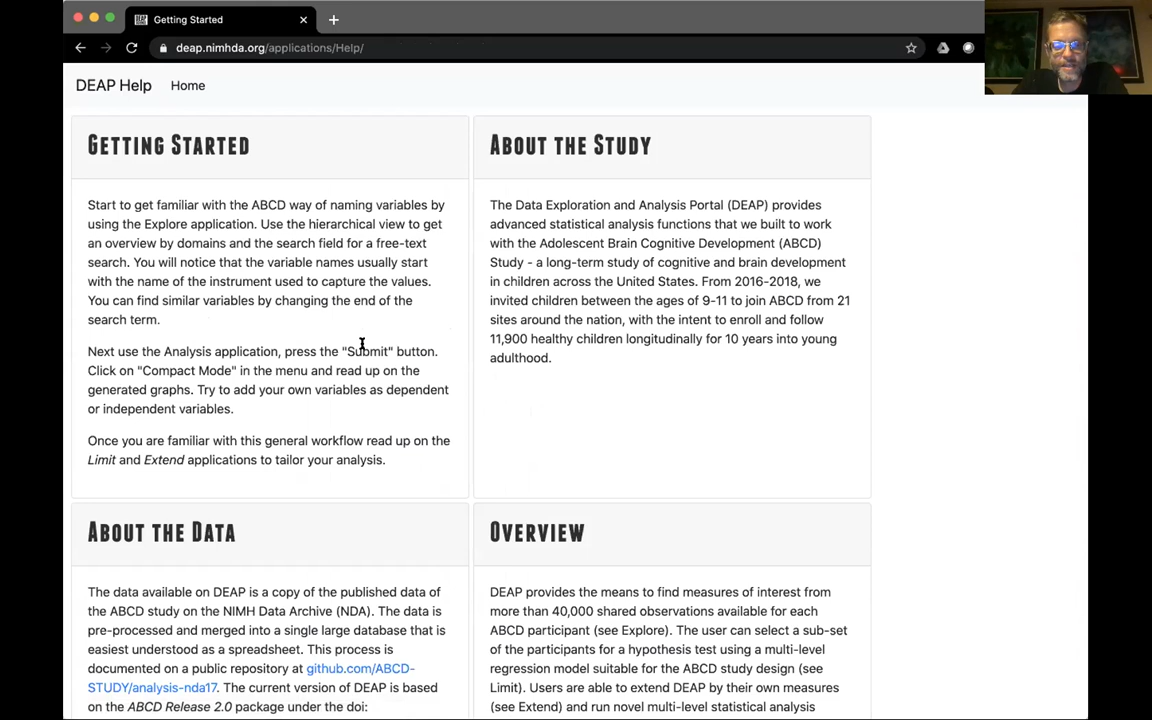 Getting Started
deap.nimhda.org/applications/Help/
DEAP Help Home
Getting Started
Start to get familiar with the ABCD way of naming variables by
using the Explore application. Use the hierarchical view to get
an overview by domains and the search field for a free-text
search. You will notice that the variable names usually start
with the name of the instrument used to capture the values.
You can find similar variables by changing the end of the
search term.
Next use the Analysis application, press the "Submit" button.
Click on "Compact Mode" in the menu and read up on the
generated graphs. Try to add your own variables as dependent
or independent variables.
Once you are familiar with this general workflow read up on the
Limit and Extend applications to tailor your analysis.
About the Study
The Data Exploration and Analysis Portal (DEAP) provides
advanced statistical analysis functions that we built to work
with the Adolescent Brain Cognitive Development (ABCD)
Study - a long-term study of cognitive and brain development
in children across the United States. From 2016-2018, we
invited children between the ages of 9-11 to join ABCD from 21
sites around the nation, with the intent to enroll and follow
11,900 healthy children longitudinally for 10 years into young
adulthood.
About the Data
The data available on DEAP is a copy of the published data of
the ABCD study on the NIMH Data Archive (NDA). The data is
pre-processed and merged into a single large database that is
easiest understood as a spreadsheet. This process is
documented on a public repository at github.com/ABCD-
STUDY/analysis-nda17. The current version of DEAP is based
on the ABCD Release 2.0 package under the doi:
Overview
DEAP provides the means to find measures of interest from
more than 40,000 shared observations available for each
ABCD participant (see Explore). The user can select a sub-set
of the participants for a hypothesis test using a multi-level
regression model suitable for the ABCD study design (see
Limit). Users are able to extend DEAP by their own measures
(see Extend) and run novel multi-level statistical analysis